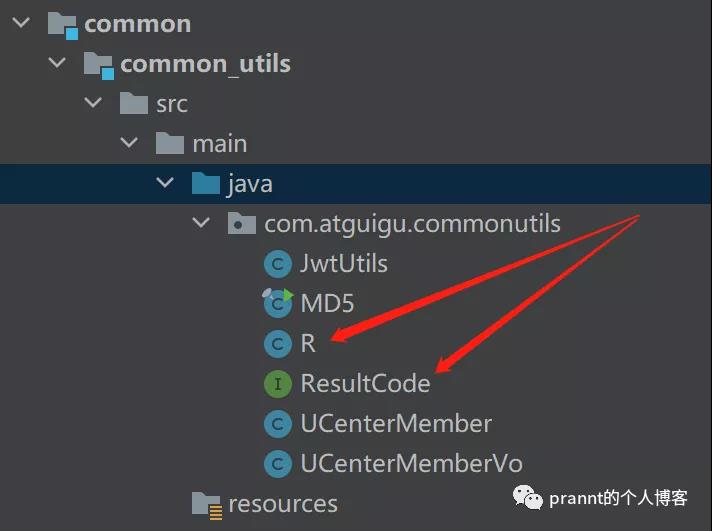 common
common_utils
src
main
java
com.atguigu.commonutils
C JwtUtils
C MD5
C R
I ResultCode
C UCenterMember
C UCenterMemberVo
resources
prannt的个人博客